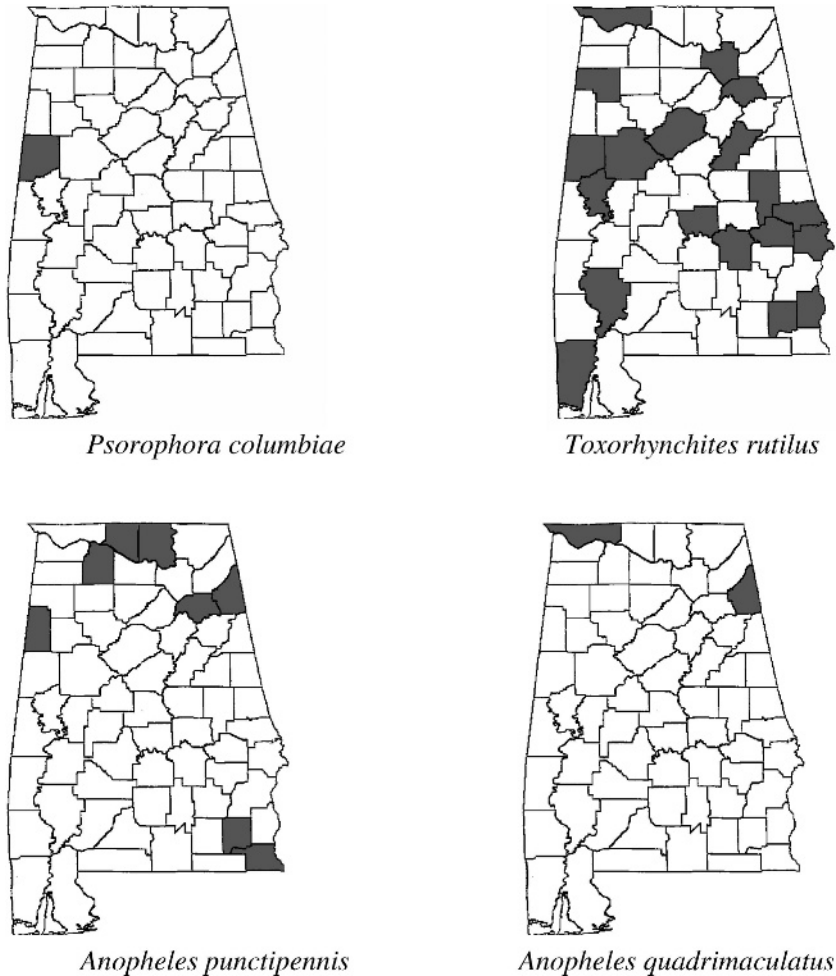 Psorophora columbiae
Toxorhynchites rutilus
Anopheles punctipennis
Anopheles quadrimaculatus